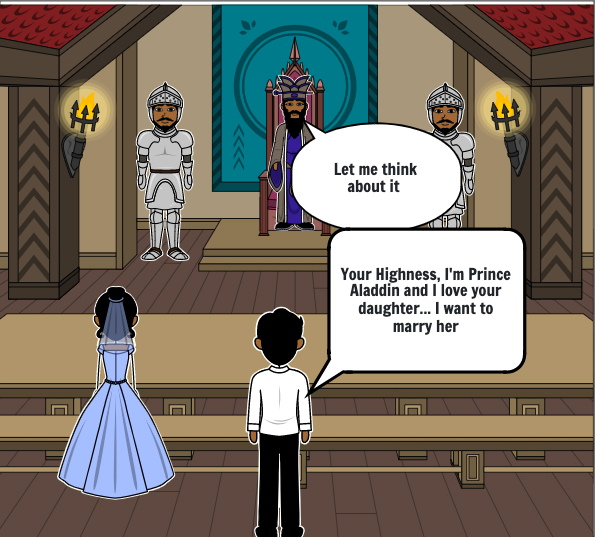 Let me think
about it
Your Highness, I'm Prince
Aladdin and I love your
daughter... I want to
marry her